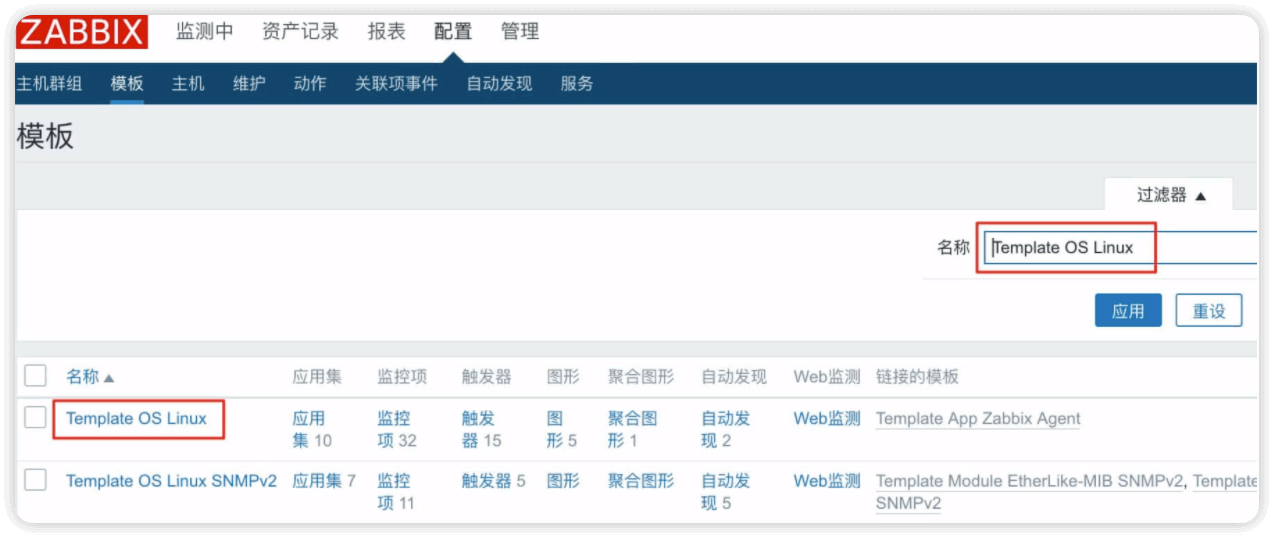 ZABBIX 监测中 资产记录 报表 配置 管理
主机群组 模板 主机 维护 动作 关联项事件 自动发现 服务
模板
过滤器 ▲
名称 Template OS Linux
应用 重设
名称 ▲ 应用集 监控项 触发器 图形 聚合图形 自动发现 Web监测 链接的模板
Template OS Linux 应用 监控 触发 图 聚合图 自动发 Web监测 Template App Zabbix Agent
集 10 项 32 器 15 形 5 形 1 现 2
Template OS Linux SNMPv2 应用集 7 监控 触发器 5 图形 聚合图形 自动发 Web监测 Template Module EtherLike-MIB SNMPv2, Template
项 11 现 5 SNMPv2